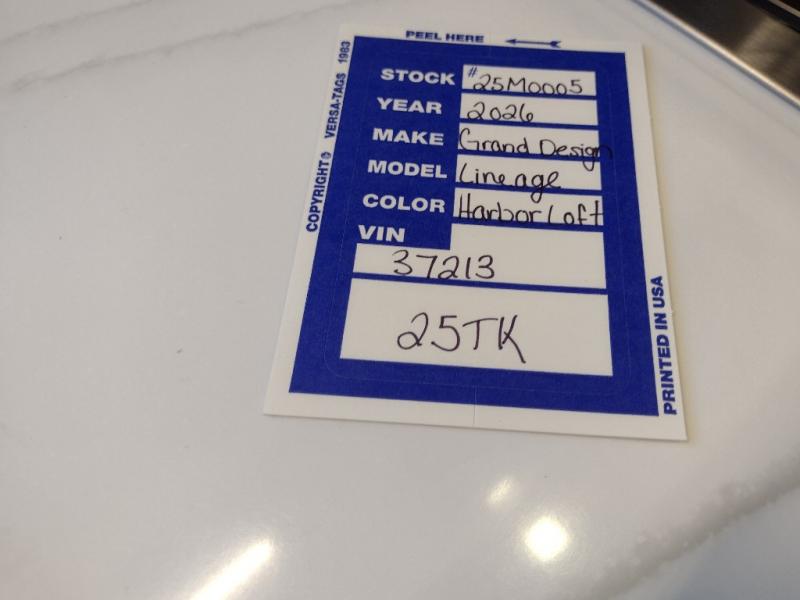 PEEL HERE
COPYRIGHT© VERSA-TAGS 1983
STOCK #25M0005
YEAR 2026
MAKE Grand Design
MODEL Lineage
COLOR Harbor Loft
VIN
37213
25TK
PRINTED IN USA